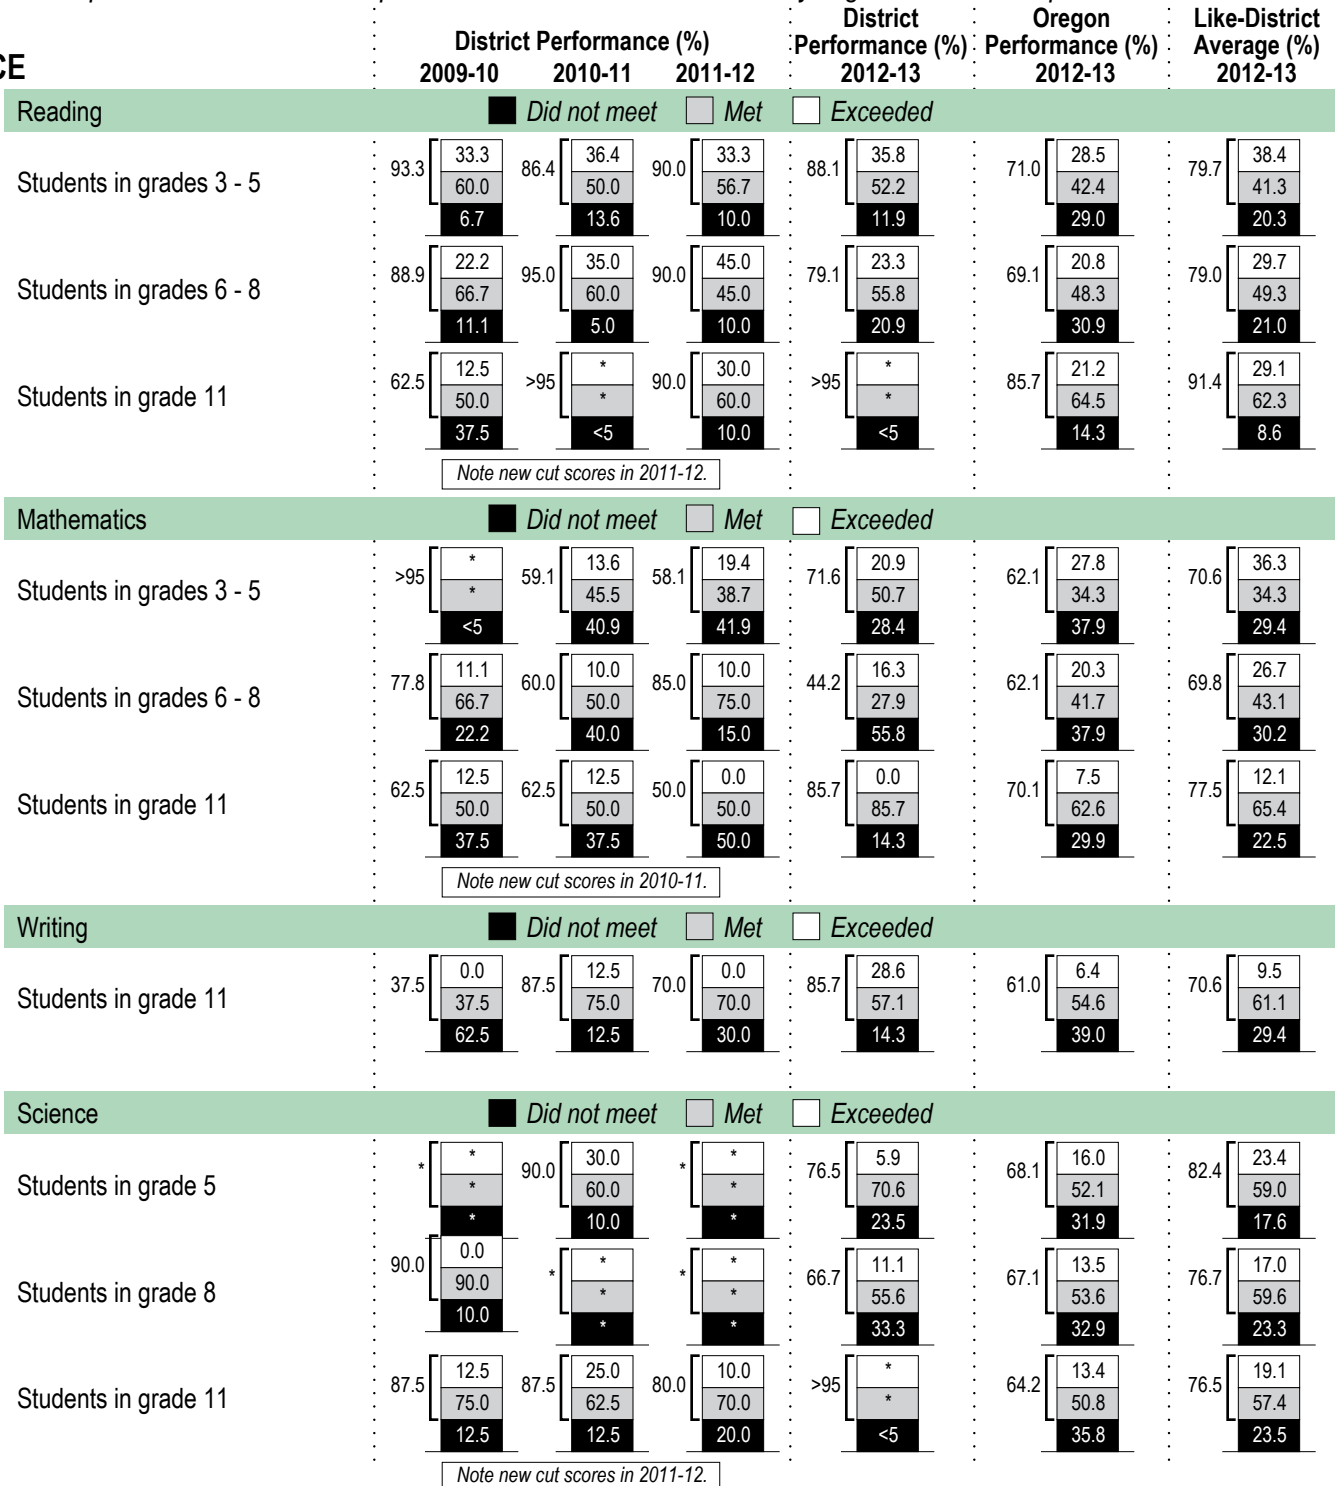 District Oregon Like-District
District Performance (%) Performance (%) Performance (%) Average (%)
CE 2009-10 2010-11 2011-12 2012-13 2012-13 2012-13
Reading Did not meet Met Exceeded
Students in grades 3 - 5
93.3 33.3 86.4 36.4 90.0 33.3 88.1 35.8 71.0 28.5 79.7 38.4
60.0 50.0 56.7 52.2 42.4 41.3
6.7 13.6 10.0 11.9 29.0 20.3
Students in grades 6 - 8
88.9 22.2 95.0 35.0 90.0 45.0 79.1 23.3 69.1 20.8 79.0 29.7
66.7 60.0 45.0 55.8 48.3 49.3
11.1 5.0 10.0 20.9 30.9 21.0
Students in grade 11
62.5 12.5 >95 * 90.0 30.0 >95 * 85.7 21.2 91.4 29.1
50.0 * 60.0 * 64.5 62.3
37.5 <5 10.0 <5 14.3 8.6
Note new cut scores in 2011-12.
Mathematics Did not meet Met Exceeded
Students in grades 3 - 5
>95 * 59.1 13.6 58.1 19.4 71.6 20.9 62.1 27.8 70.6 36.3
* 45.5 38.7 50.7 34.3 34.3
<5 40.9 41.9 28.4 37.9 29.4
Students in grades 6 - 8
77.8 11.1 60.0 10.0 85.0 10.0 44.2 16.3 62.1 20.3 69.8 26.7
66.7 50.0 75.0 27.9 41.7 43.1
22.2 40.0 15.0 55.8 37.9 30.2
Students in grade 11
62.5 12.5 62.5 12.5 50.0 0.0 85.7 0.0 70.1 7.5 77.5 12.1
50.0 50.0 50.0 85.7 62.6 65.4
37.5 37.5 50.0 14.3 29.9 22.5
Note new cut scores in 2010-11.
Writing Did not meet Met Exceeded
Students in grade 11
37.5 0.0 87.5 12.5 70.0 0.0 85.7 28.6 61.0 6.4 70.6 9.5
37.5 75.0 70.0 57.1 54.6 61.1
62.5 12.5 30.0 14.3 39.0 29.4
Science Did not meet Met Exceeded
Students in grade 5
* * 90.0 30.0 * * 76.5 5.9 68.1 16.0 82.4 23.4
* 60.0 * 70.6 52.1 59.0
* 10.0 * 23.5 31.9 17.6
Students in grade 8
90.0 0.0 * * * * 66.7 11.1 67.1 13.5 76.7 17.0
90.0 * * 55.6 53.6 59.6
10.0 * * 33.3 32.9 23.3
Students in grade 11
87.5 12.5 87.5 25.0 80.0 10.0 >95 * 64.2 13.4 76.5 19.1
75.0 62.5 70.0 * 50.8 57.4
12.5 12.5 20.0 <5 35.8 23.5
Note new cut scores in 2011-12.